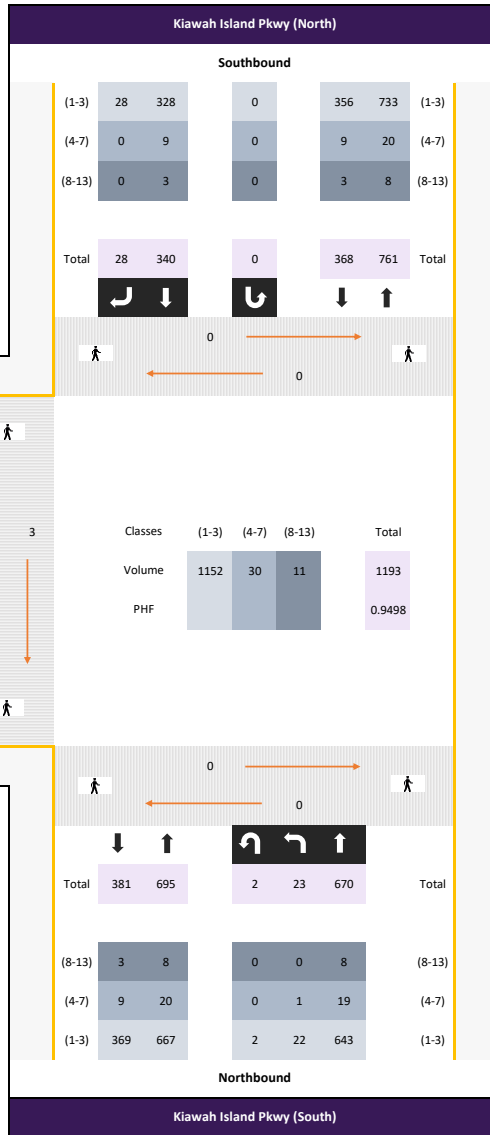 Kiawah Island Pkwy (North)
Southbound
(1-3) 28 328 0 356 733 (1-3)
(4-7) 0 9 0 9 20 (4-7)
(8-13) 0 3 0 3 8 (8-13)
Total 28 340 0 368 761 Total
0
0
3
Classes (1-3) (4-7) (8-13) Total
Volume 1152 30 11 1193
PHF 0.9498
0
0
Total 381 695 2 23 670 Total
(8-13) 3 8 0 0 8 (8-13)
(4-7) 9 20 0 1 19 (4-7)
(1-3) 369 667 2 22 643 (1-3)
Northbound
Kiawah Island Pkwy (South)